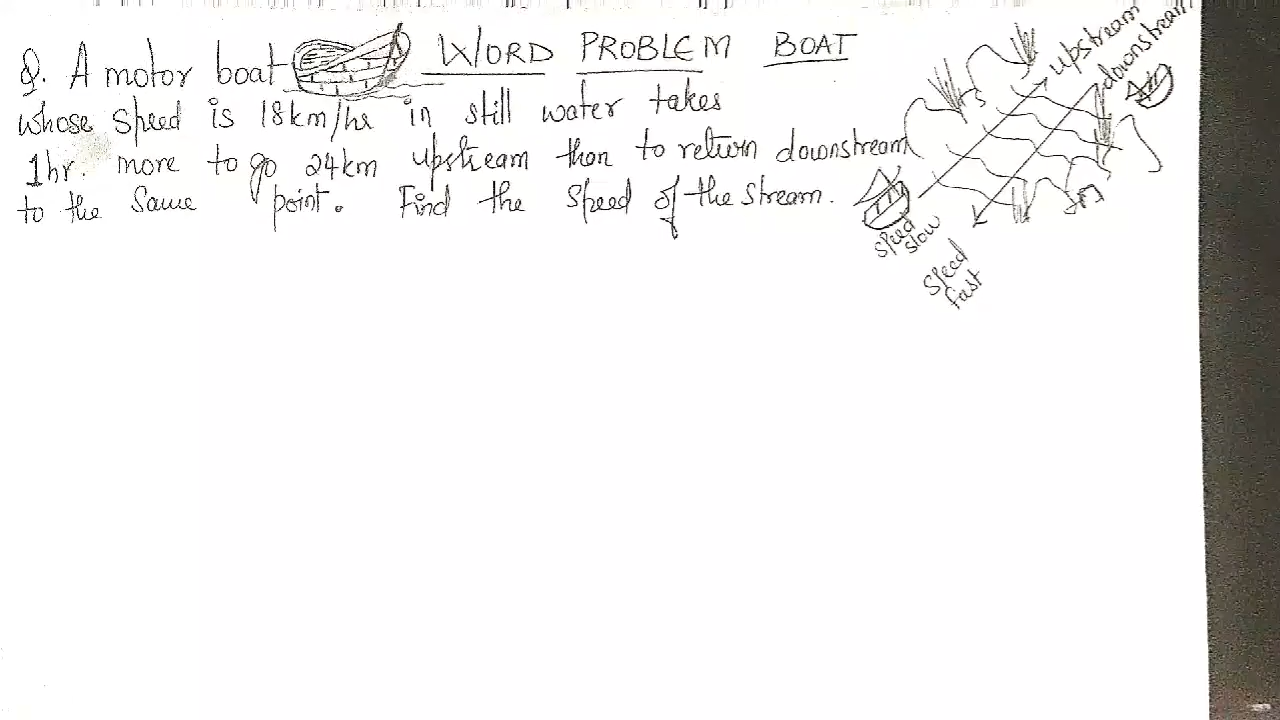 WORD PROBLEM BOAT
Q. A motor boat
whose speed is 18km/hr in still water takes
1hr. more to go 24km upstream than to return downstream
to the same point. Find the speed of the stream.
upstream
downstream
speed
slow
speed
fast